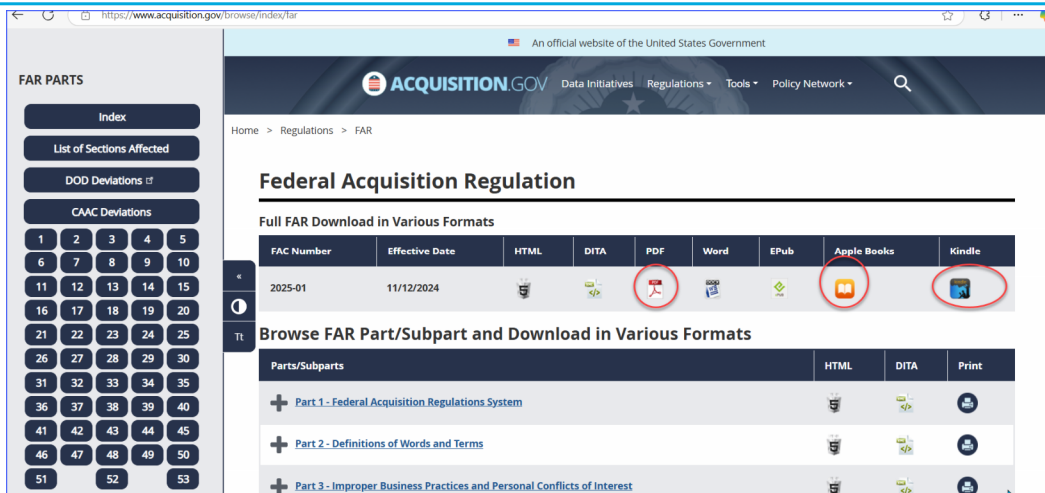 https://www.acquisition.gov/browse/index/far
An official website of the United States Government
FAR PARTS
ACQUISITION.GOV Data Initiatives Regulations Tools Policy Network
Index
List of Sections Affected
DOD Deviations
CAAC Deviations
1 2 3 4 5
6 7 8 9 10
11 12 13 14 15
16 17 18 19 20
21 22 23 24 25
26 27 28 29 30
31 32 33 34 35
36 37 38 39 40
41 42 43 44 45
46 47 48 49 50
51 52 53
«
Tt
Home > Regulations > FAR
Federal Acquisition Regulation
Full FAR Download in Various Formats
FAC Number Effective Date HTML DITA PDF Word EPub Apple Books Kindle
2025-01 11/12/2024
Browse FAR Part/Subpart and Download in Various Formats
Parts/Subparts HTML DITA Print
Part 1 - Federal Acquisition Regulations System
Part 2 - Definitions of Words and Terms
Part 3 - Improper Business Practices and Personal Conflicts of Interest